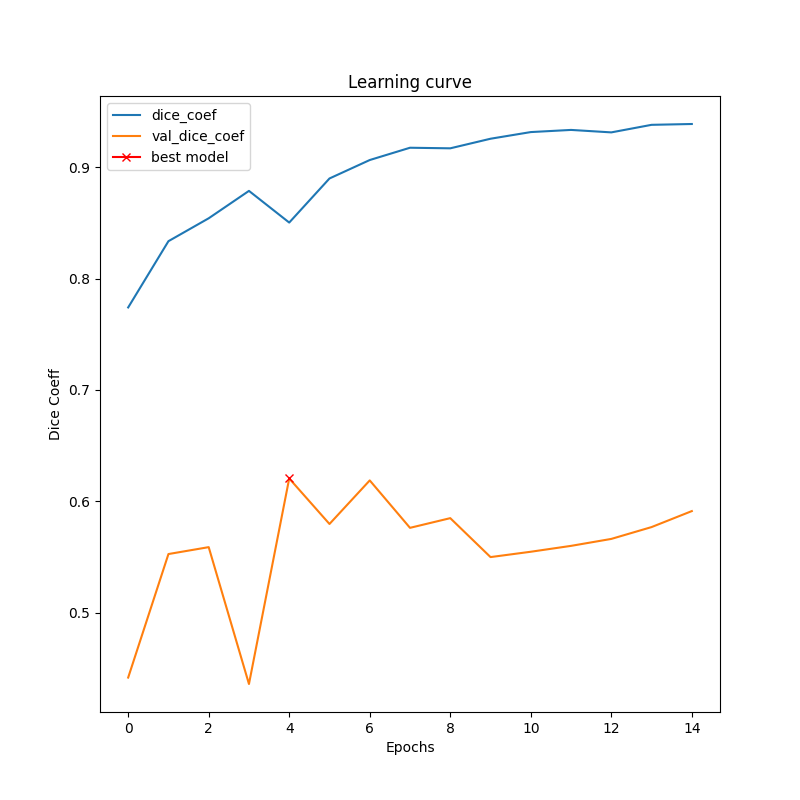 Learning curve
dice_coef
val_dice_coef
best model
Dice Coeff
0.9
0.8
0.7
0.6
0.5
0 2 4 6 8 10 12 14
Epochs